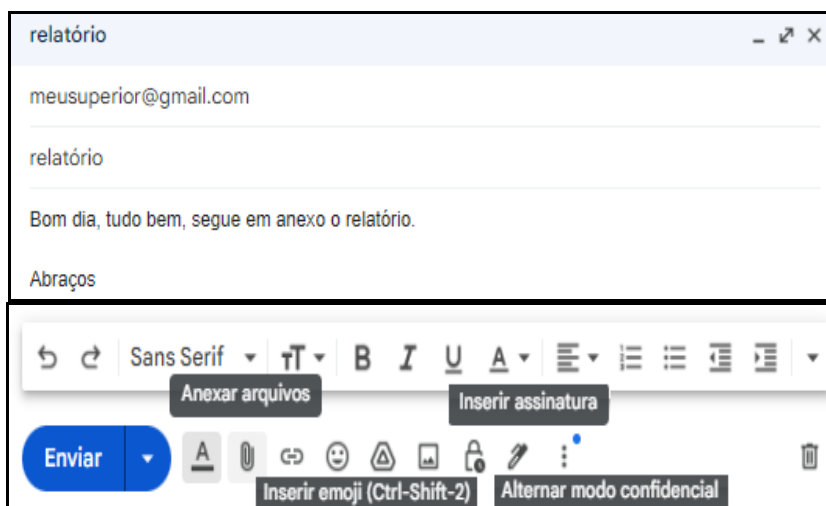 relatório
meusuperior@gmail.com
relatório
Bom dia, tudo bem, segue em anexo o relatório.
Abraços
Sans Serif
Anexar arquivos
Inserir assinatura
Enviar
Inserir emoji (Ctrl-Shift-2)
Alternar modo confidencial